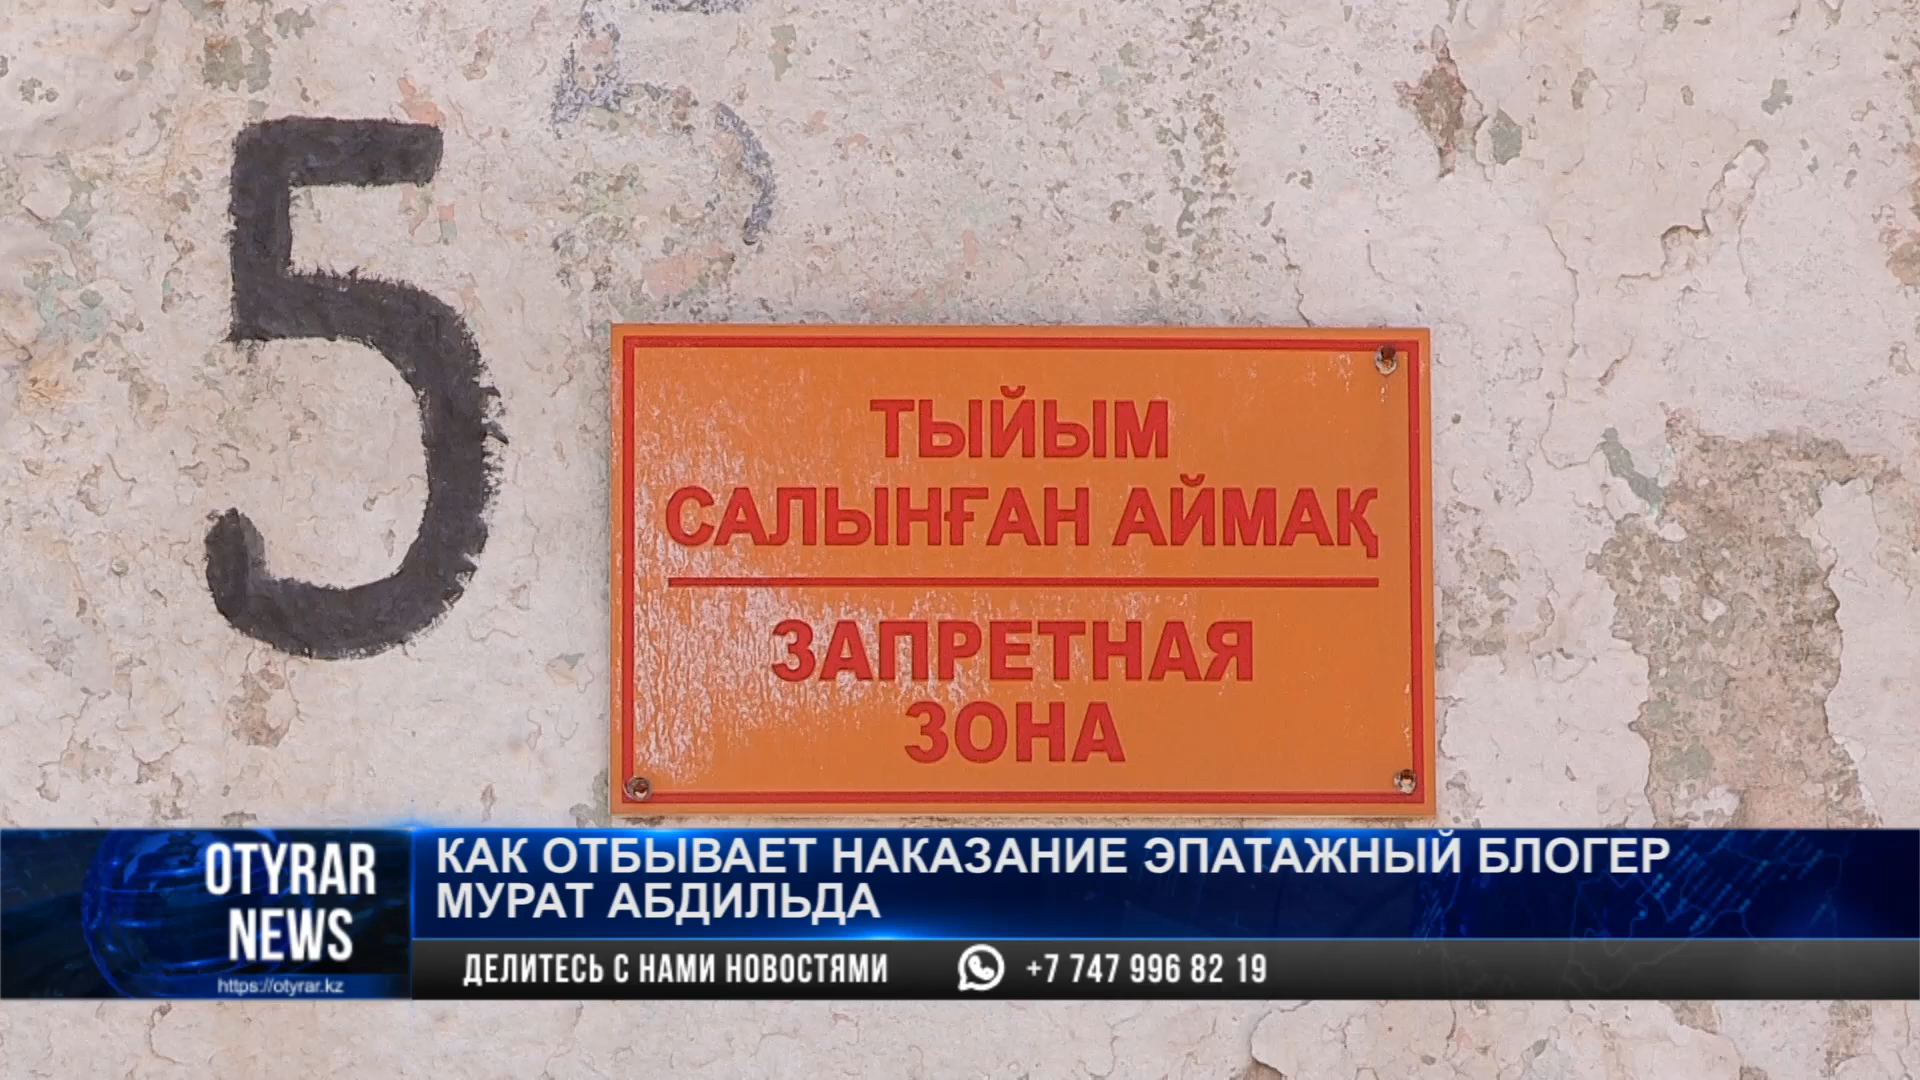 5
5
ТЫЙЫМ
САЛЫНҒАН АЙМАҚ
ЗАПРЕТНАЯ
ЗОНА
OTYRAR
NEWS
https://otyrar.kz
КАК ОТБЫВАЕТ НАКАЗАНИЕ ЭПАТАЖНЫЙ БЛОГЕР
МУРАТ АБДИЛЬДА
ДЕЛИТЕСЬ С НАМИ НОВОСТЯМИ +7 747 996 82 19